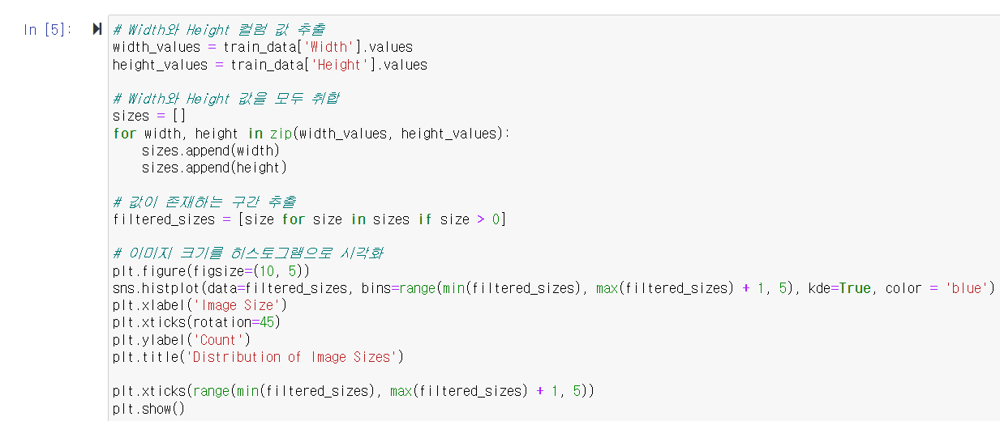 In [5]:
# Width와 Height 컬럼 값 추출
width_values = train_data['Width'].values
height_values = train_data['Height'].values
# Width와 Height 값을 모두 취합
sizes = []
for width, height in zip(width_values, height_values):
    sizes.append(width)
    sizes.append(height)
# 값이 존재하는 구간 추출
filtered_sizes = [size for size in sizes if size > 0]
# 이미지 크기를 히스토그램으로 시각화
plt.figure(figsize=(10, 5))
sns.histplot(data=filtered_sizes, bins=range(min(filtered_sizes), max(filtered_sizes) + 1, 5), kde=True, color = 'blue')
plt.xlabel('Image Size')
plt.xticks(rotation=45)
plt.ylabel('Count')
plt.title('Distribution of Image Sizes')
plt.xticks(range(min(filtered_sizes), max(filtered_sizes) + 1, 5))
plt.show()